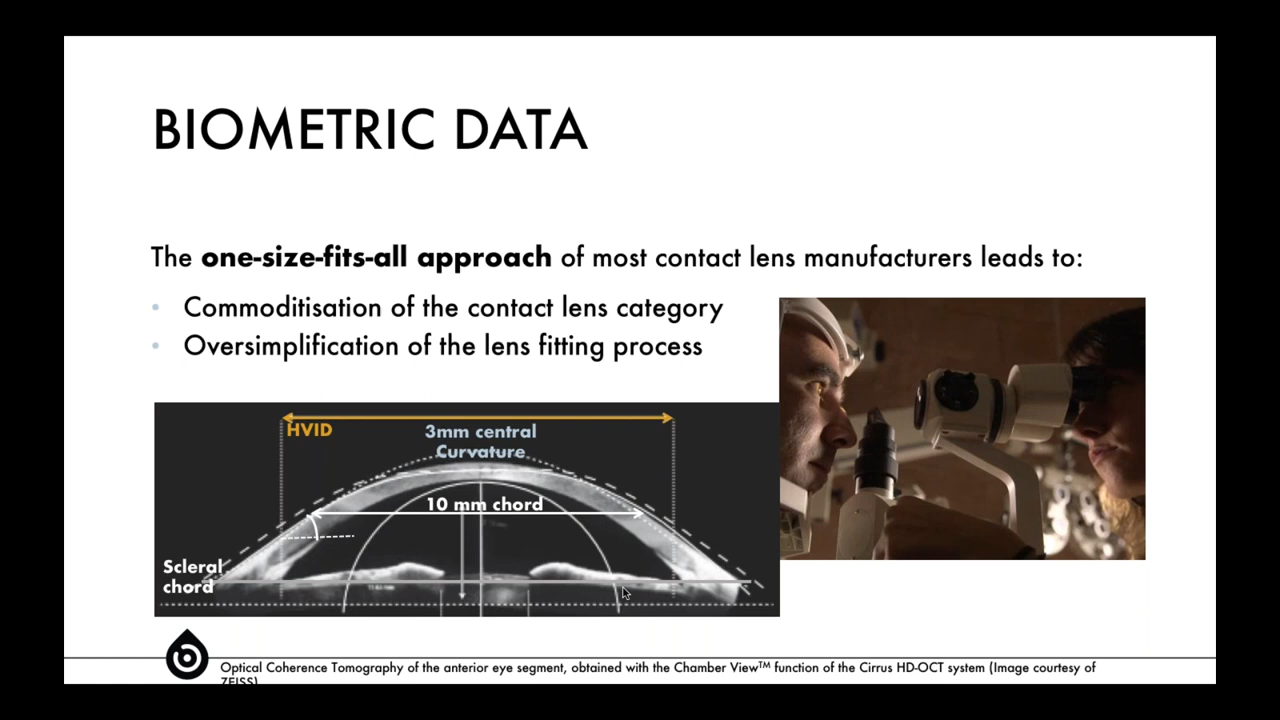 BIOMETRIC DATA
The one-size-fits-all approach of most contact lens manufacturers leads to:
• Commoditisation of the contact lens category
• Oversimplification of the lens fitting process
HVID
3mm central
Curvature
10 mm chord
Scleral
chord
Optical Coherence Tomography of the anterior eye segment, obtained with the Chamber View™ function of the Cirrus HD-OCT system (Image courtesy of
ZEISS)